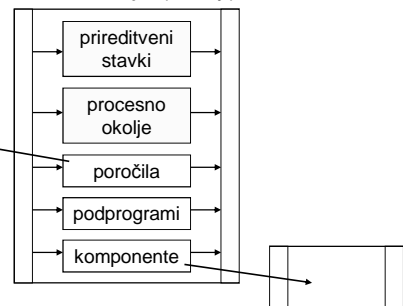 prireditveni
stavki
procesno
okolje
poročila
podprogrami
komponente